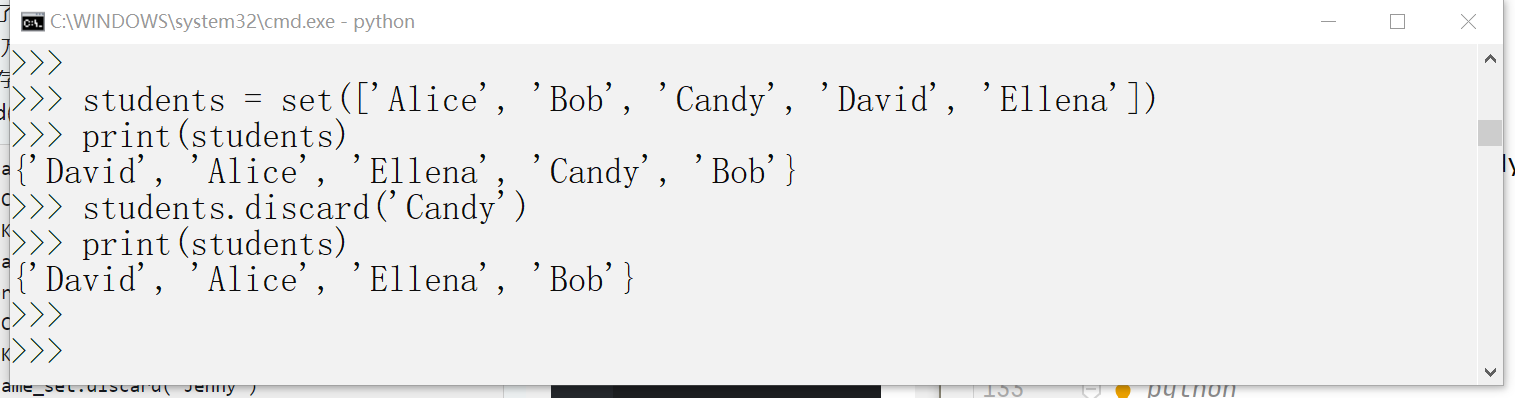 C:\WINDOWS\system32\cmd.exe - python
>>>
>>> students = set(['Alice', 'Bob', 'Candy', 'David', 'Ellena'])
>>> print(students)
{'David', 'Alice', 'Ellena', 'Candy', 'Bob'}
>>> students.discard('Candy')
>>> print(students)
{'David', 'Alice', 'Ellena', 'Bob'}
>>>
>>>
ame_set.discard('Jenny')
133 python